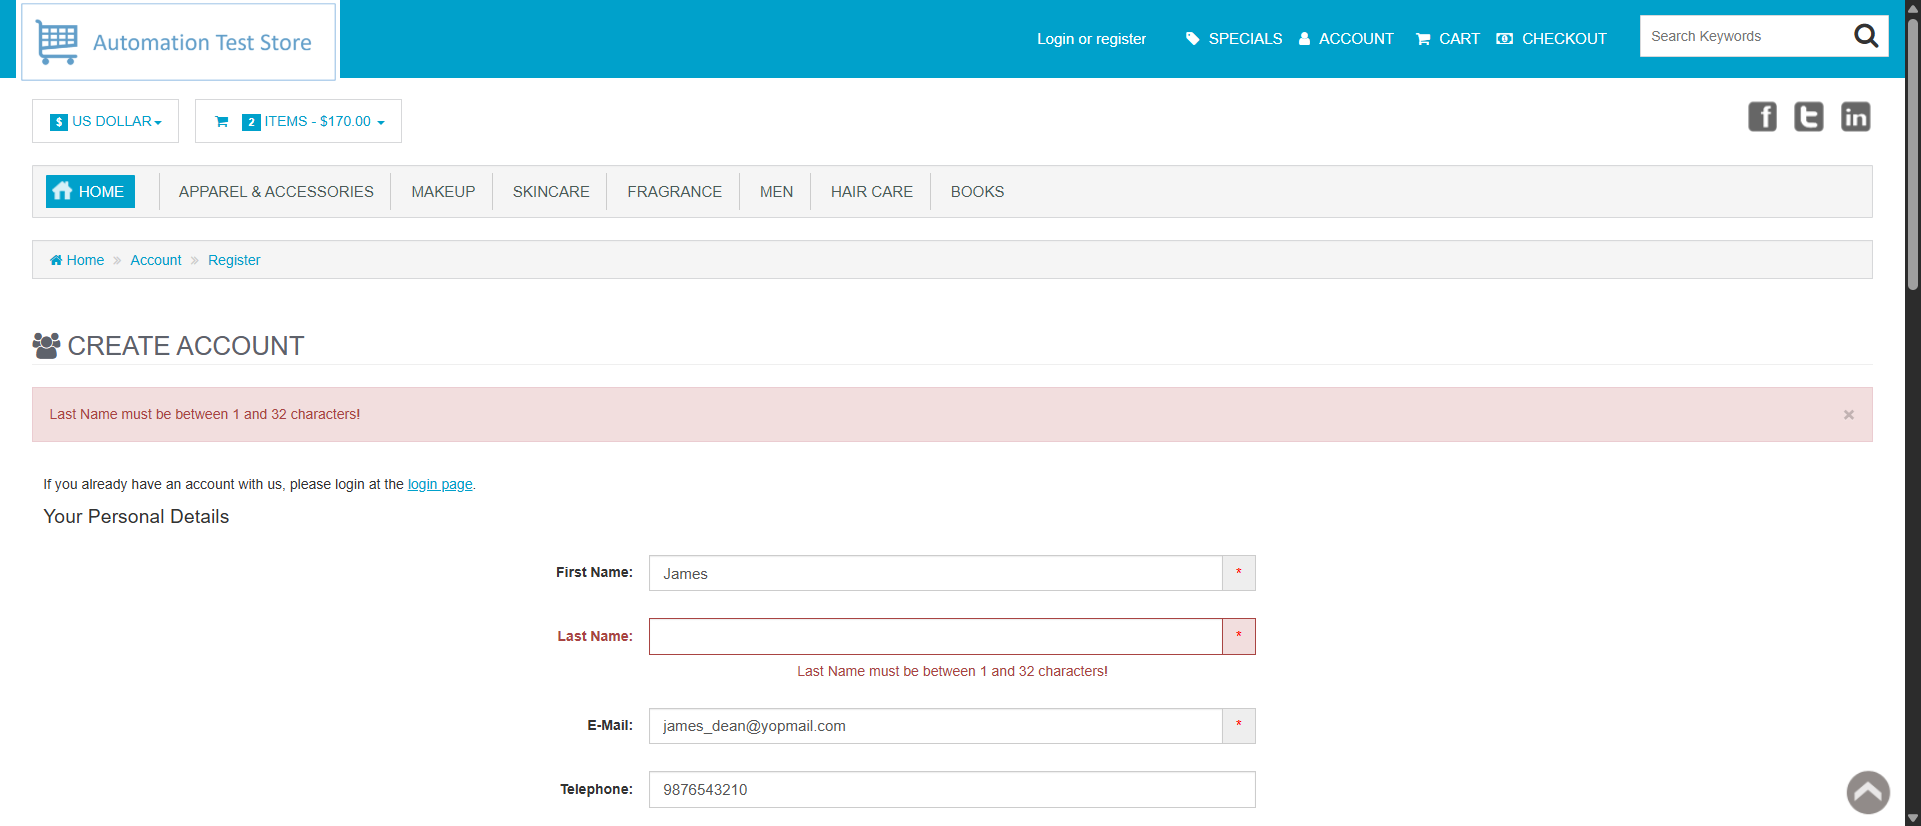 Automation Test Store
Login or register SPECIALS ACCOUNT CART CHECKOUT Search Keywords
$ US DOLLAR 2 ITEMS - $170.00
HOME APPAREL & ACCESSORIES MAKEUP SKINCARE FRAGRANCE MEN HAIR CARE BOOKS
Home » Account » Register
CREATE ACCOUNT
Last Name must be between 1 and 32 characters! ×
If you already have an account with us, please login at the login page.
Your Personal Details
First Name: James *
Last Name: *
Last Name must be between 1 and 32 characters!
E-Mail: james_dean@yopmail.com *
Telephone: 9876543210